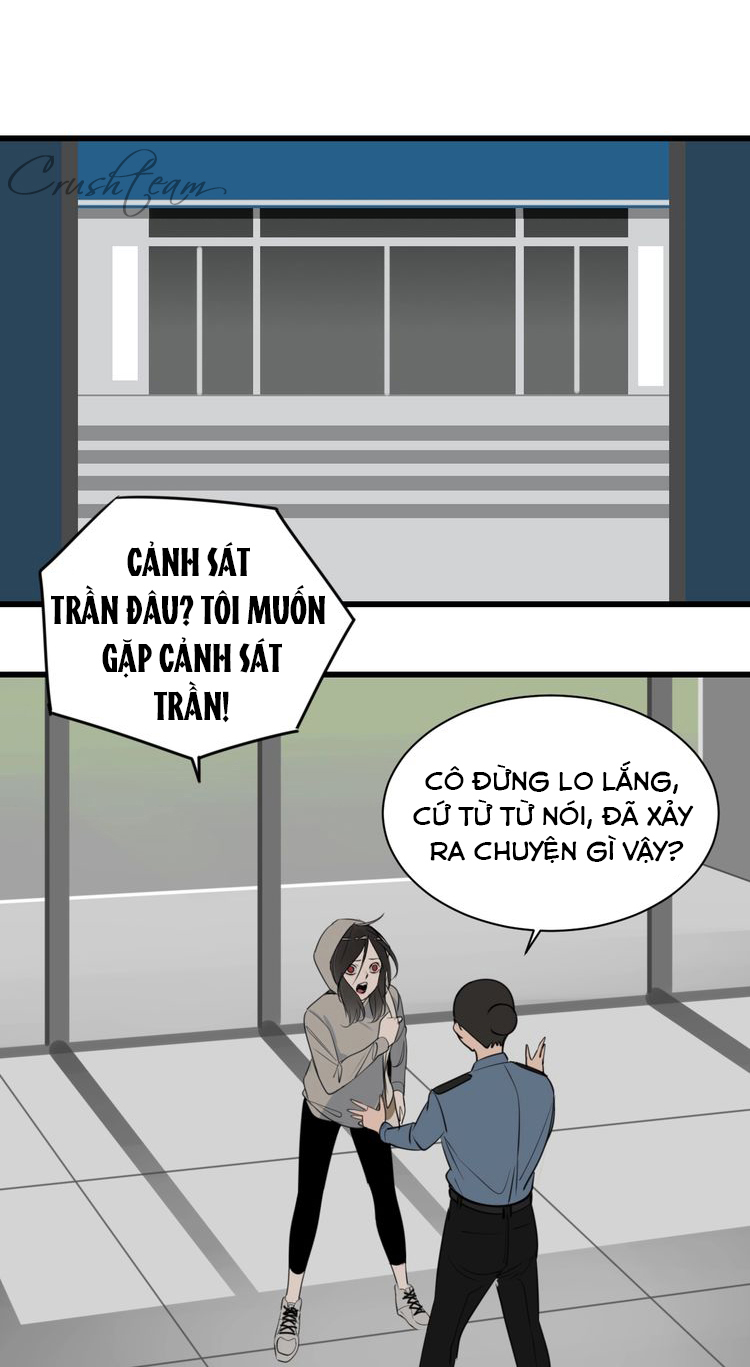 Crushteam
CẢNH SÁT
TRẦN ĐÂU? TÔI MUỐN
GẶP CẢNH SÁT
TRẦN!
CÔ ĐỪNG LO LẮNG,
CỨ TỪ TỪ NÓI, ĐÃ XẢY
RA CHUYỆN GÌ VẬY?